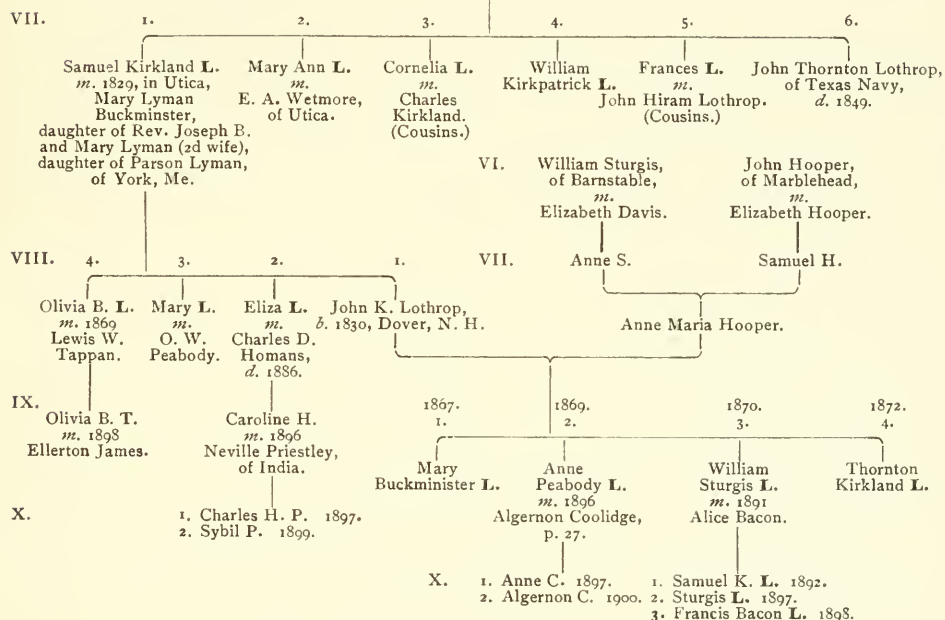 VII. 1. 2. 3. 4. 5. 6.
Samuel Kirkland L.
m. 1829, in Utica,
Mary Lyman
Buckminster,
daughter of Rev. Joseph B.
and Mary Lyman (2d wife),
daughter of Parson Lyman,
of York, Me.
Mary Ann L.
m.
E. A. Wetmore,
of Utica.
Cornelia L.
m.
Charles
Kirkland.
(Cousins.)
William
Kirkpatrick L.
Frances L.
m.
John Hiram Lothrop.
(Cousins.)
John Thornton Lothrop,
of Texas Navy,
d. 1849.
VI.
William Sturgis,
of Barnstable,
m.
Elizabeth Davis.
John Hooper,
of Marblehead,
m.
Elizabeth Hooper.
VIII. 4. 3. 2. 1.
VII. Anne S. Samuel H.
Olivia B. L.
m. 1869
Lewis W.
Tappan.
Mary L.
m.
O. W.
Peabody.
Eliza L.
m.
Charles D.
Homans,
d. 1886.
John K. Lothrop,
b. 1830, Dover, N. H.
Anne Maria Hooper.
IX.
Olivia B. T.
m. 1898
Ellerton James.
Caroline H.
m. 1896
Neville Priestley,
of India.
1867. 1869. 1870. 1872.
1. 2. 3. 4.
Mary
Buckminister L.
Anne
Peabody L.
m. 1896
Algernon Coolidge,
p. 27.
William
Sturgis L.
m. 1891
Alice Bacon.
Thornton
Kirkland L.
X.
1. Charles H. P. 1897.
2. Sybil P. 1899.
X.
1. Anne C. 1897.
2. Algernon C. 1900.
1. Samuel K. L. 1892.
2. Sturgis L. 1897.
3. Francis Bacon L. 1898.